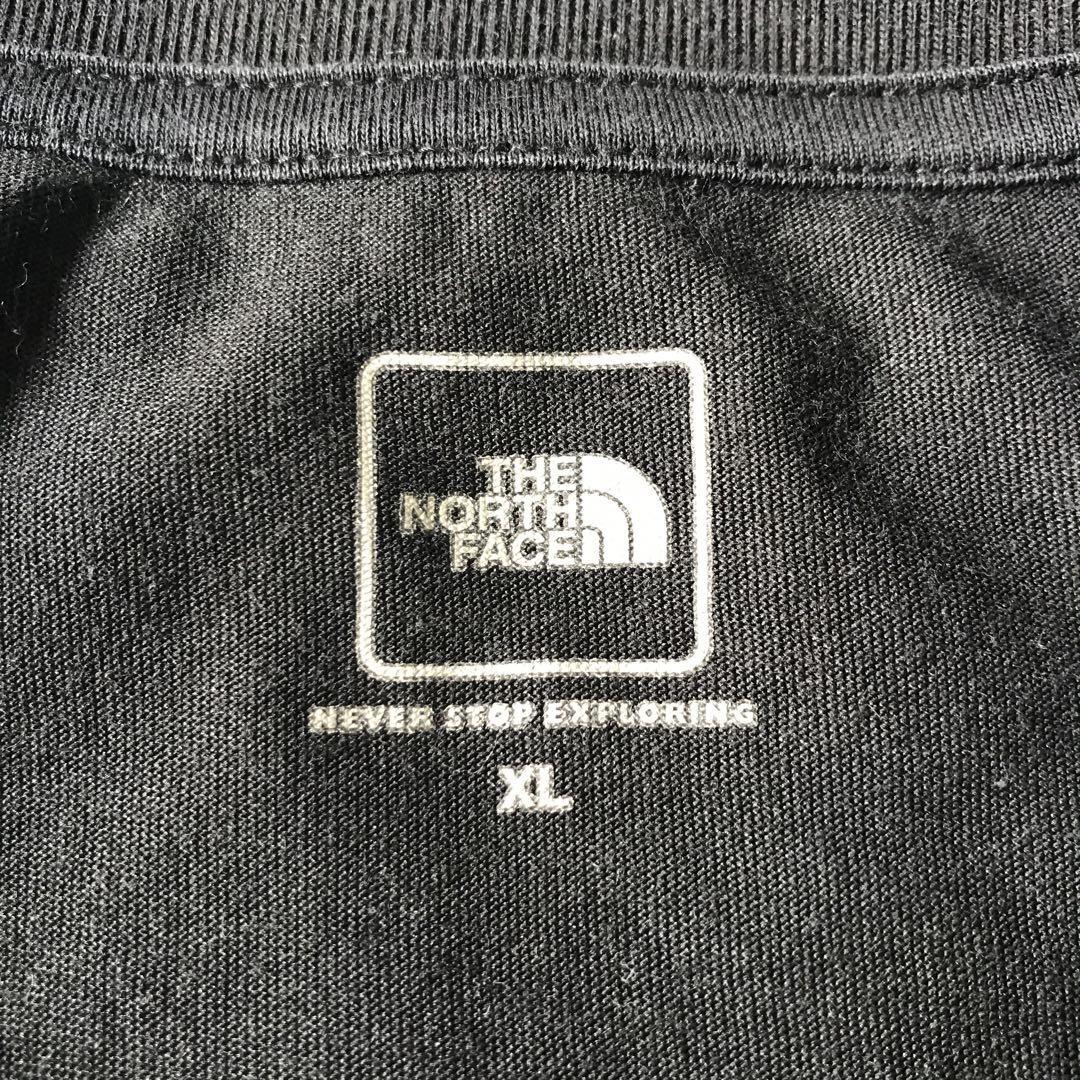 THE
NORTH
FACE
NEVER STOP EXPLORING
XL